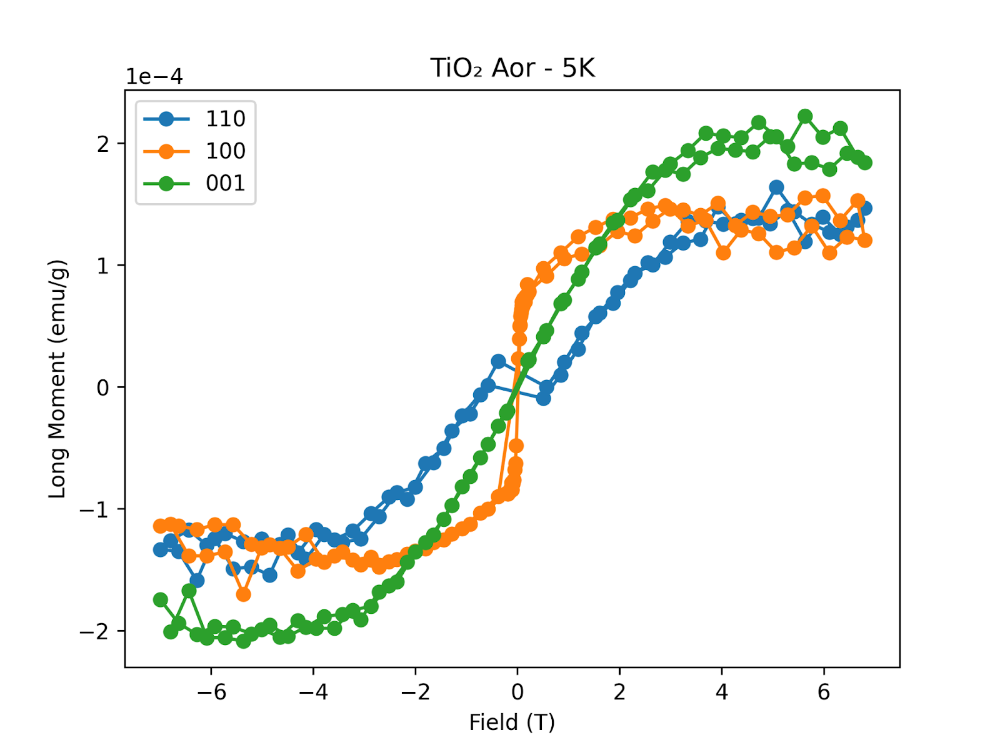 TiO₂ Aor - 5K
1e−4
110
100
001
2
1
0
−1
−2
Long Moment (emu/g)
−6 −4 −2 0 2 4 6
Field (T)